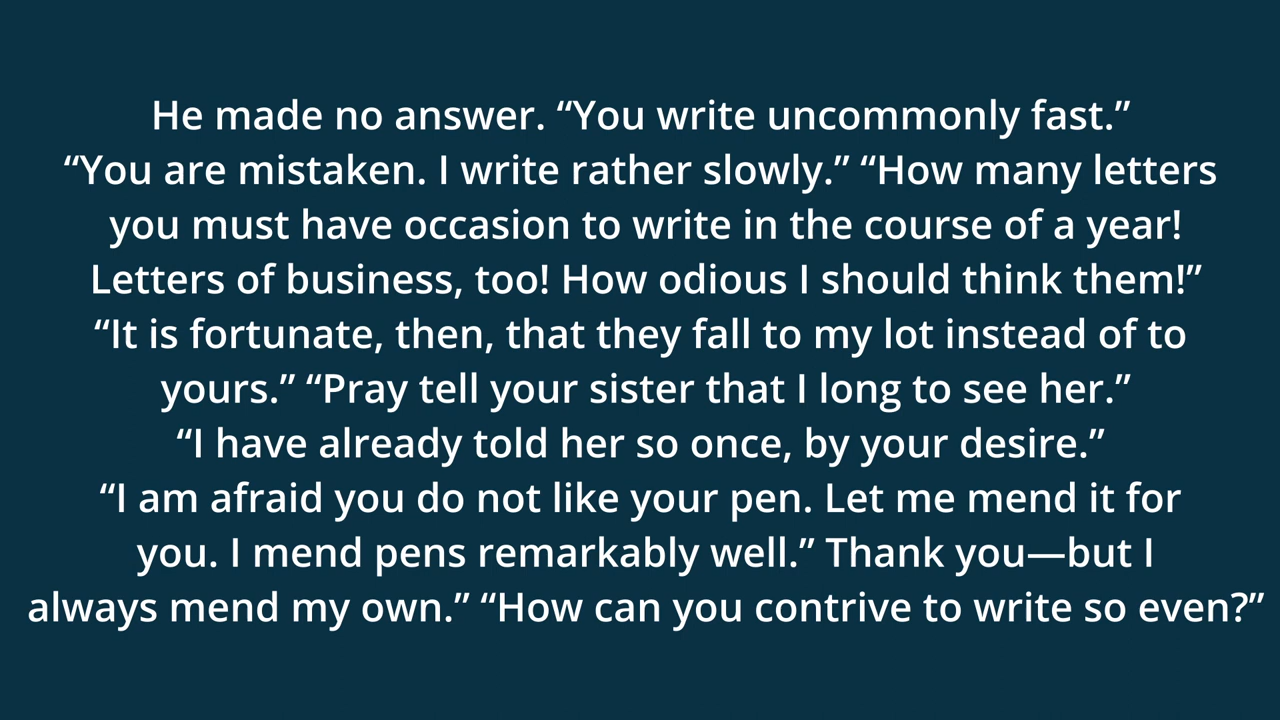 He made no answer. “You write uncommonly fast.”
“You are mistaken. I write rather slowly.” “How many letters
you must have occasion to write in the course of a year!
Letters of business, too! How odious I should think them!”
“It is fortunate, then, that they fall to my lot instead of to
yours.” “Pray tell your sister that I long to see her.”
“I have already told her so once, by your desire.”
“I am afraid you do not like your pen. Let me mend it for
you. I mend pens remarkably well.” Thank you—but I
always mend my own.” “How can you contrive to write so even?”